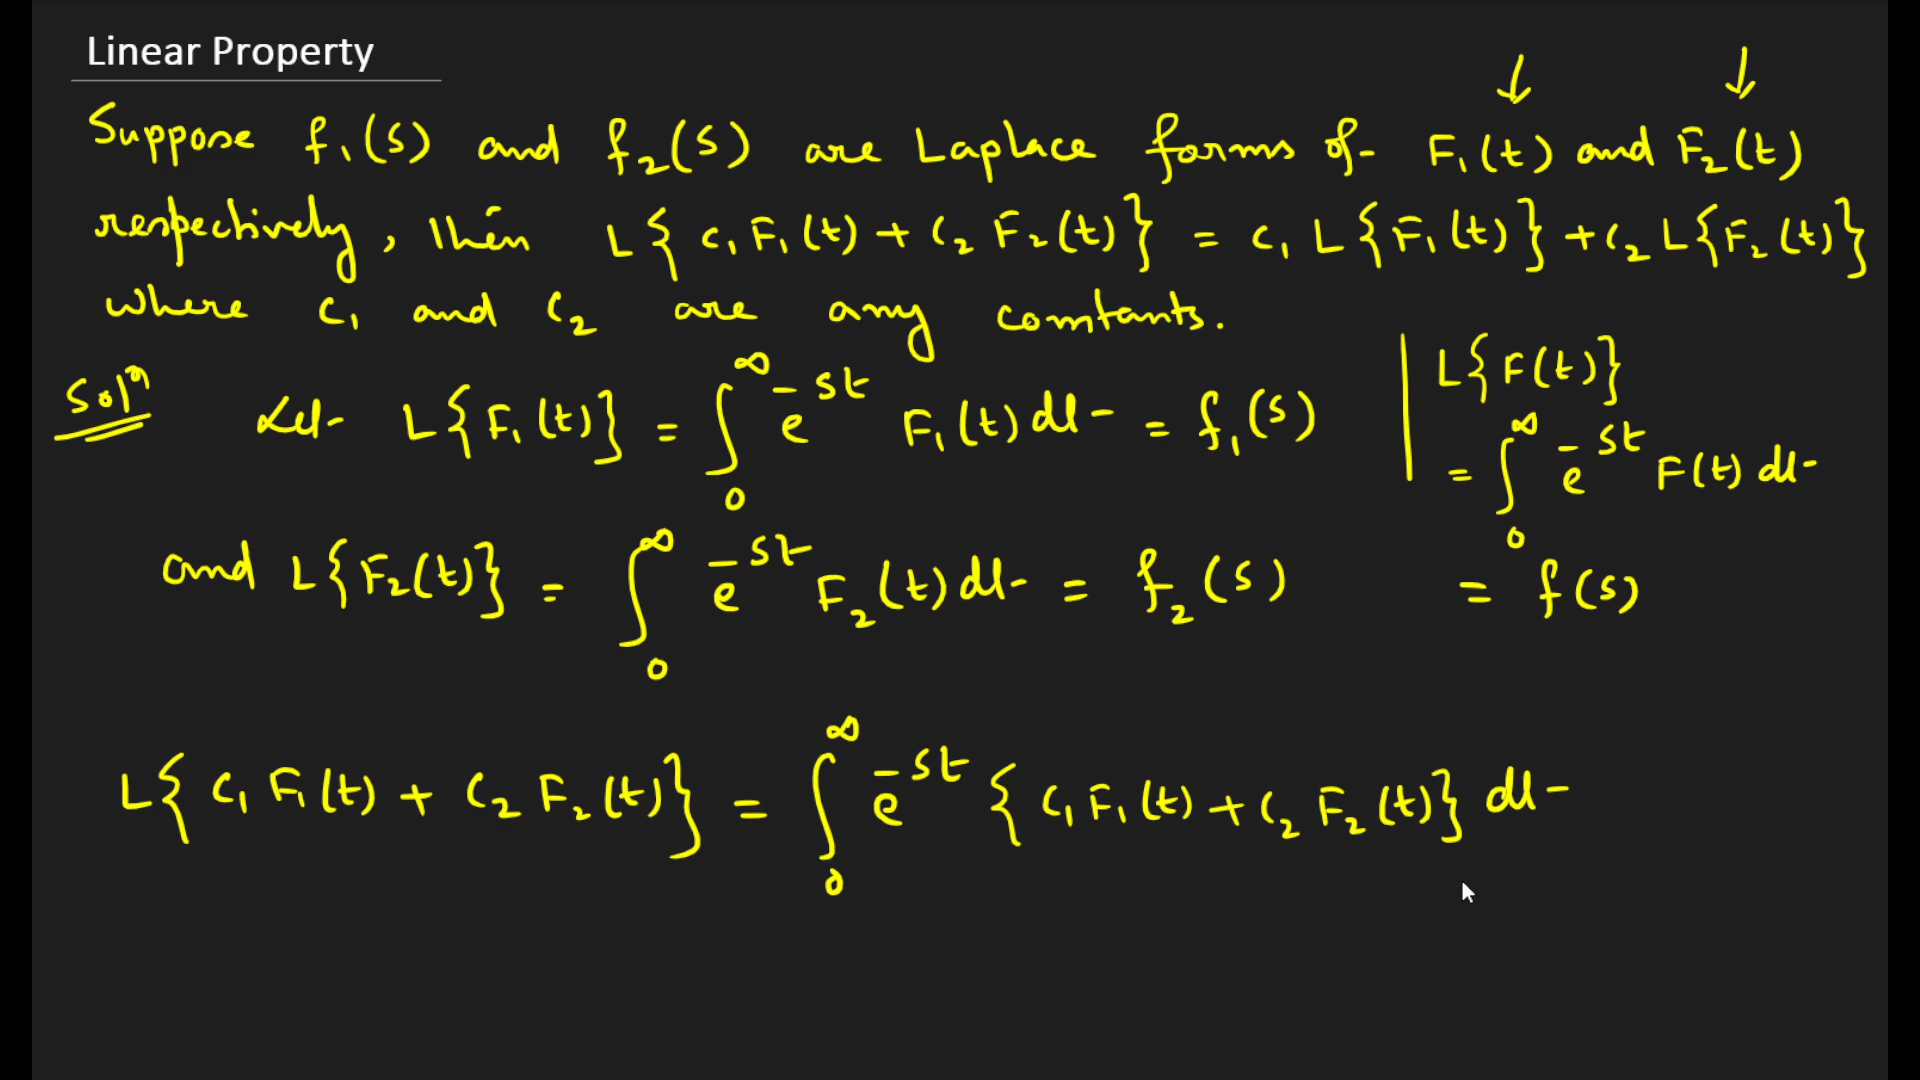 Linear Property
Suppose f₁(s) and f₂(s) are Laplace forms of F₁(t) and F₂(t)
respectively, then L{c₁F₁(t) + c₂F₂(t)} = c₁L{F₁(t)} + c₂L{F₂(t)}
where c₁ and c₂ are any constants.
Solⁿ Let L{F₁(t)} = ∫₀^∞ e^{-st} F₁(t) dt = f₁(s)
L{F(t)}
= ∫₀^∞ e^{-st} F(t) dt
and L{F₂(t)} = ∫₀^∞ e^{-st} F₂(t) dt = f₂(s)
= f(s)
L{c₁F₁(t) + c₂F₂(t)} = ∫₀^∞ e^{-st} {c₁F₁(t) + c₂F₂(t)} dt